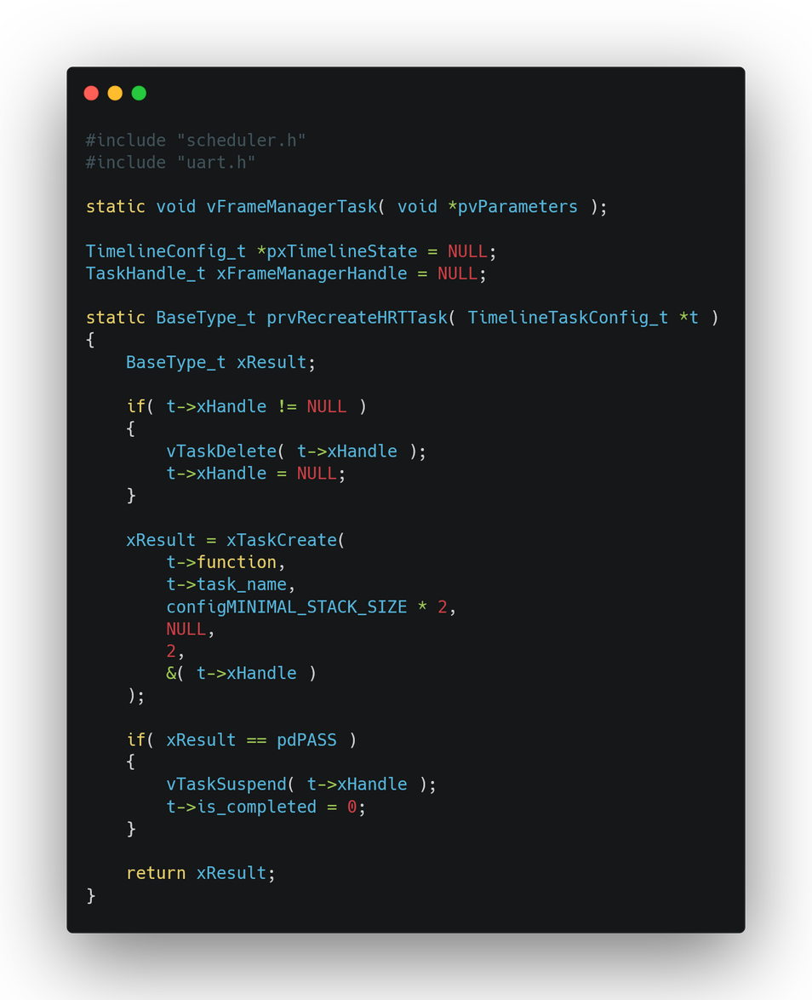 #include "scheduler.h"
#include "uart.h"

static void vFrameManagerTask( void *pvParameters );

TimelineConfig_t *pxTimelineState = NULL;
TaskHandle_t xFrameManagerHandle = NULL;

static BaseType_t prvRecreateHRTTask( TimelineTaskConfig_t *t )
{
    BaseType_t xResult;

    if( t->xHandle != NULL )
    {
        vTaskDelete( t->xHandle );
        t->xHandle = NULL;
    }

    xResult = xTaskCreate(
        t->function,
        t->task_name,
        configMINIMAL_STACK_SIZE * 2,
        NULL,
        2,
        &( t->xHandle )
    );

    if( xResult == pdPASS )
    {
        vTaskSuspend( t->xHandle );
        t->is_completed = 0;
    }

    return xResult;
}